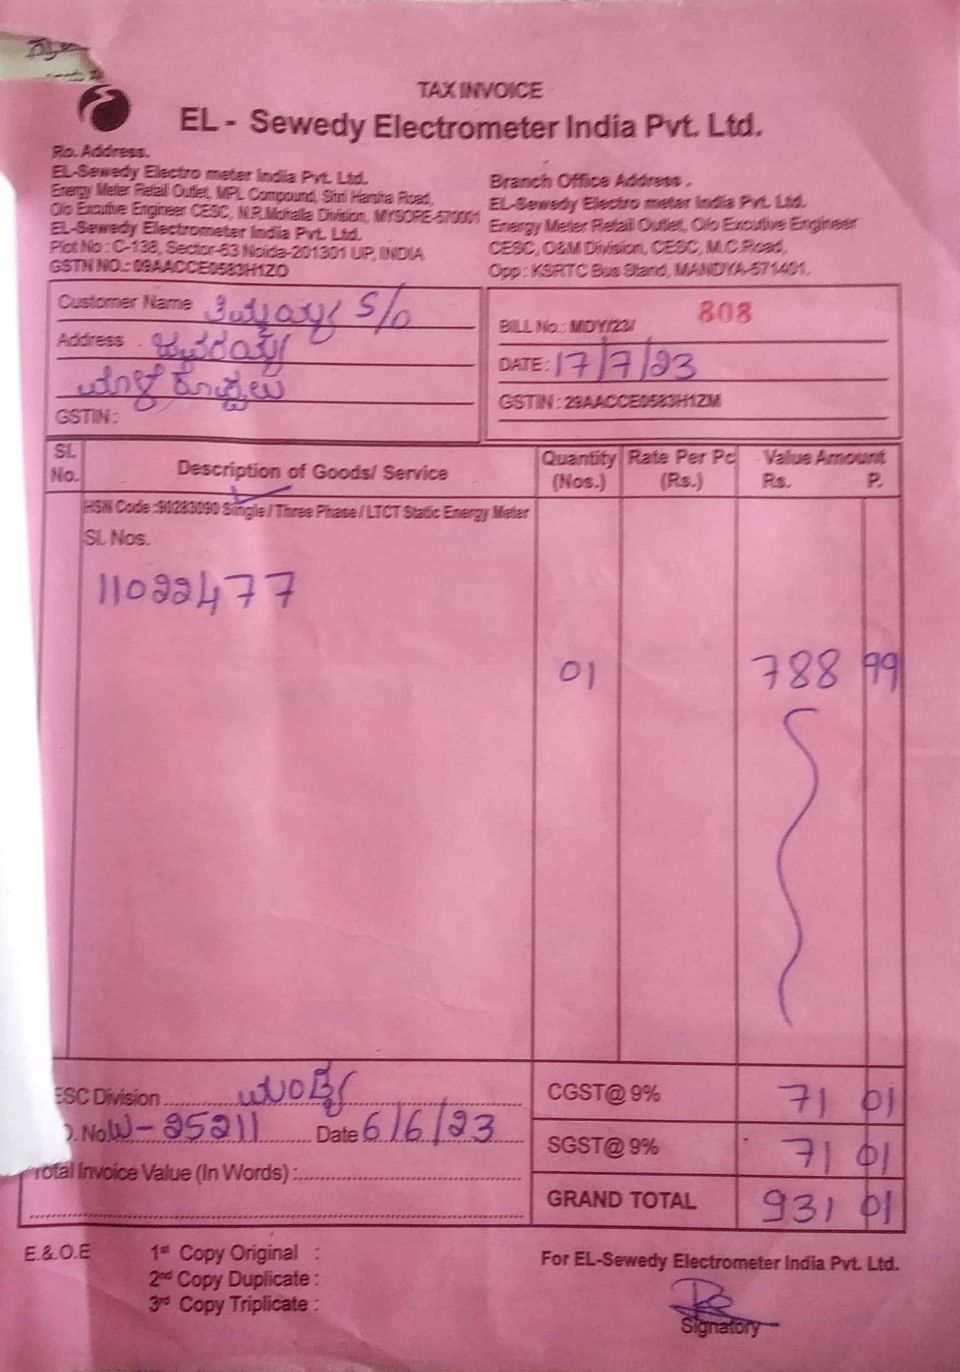 TAX INVOICE
EL - Sewedy Electrometer India Pvt. Ltd.
Ro. Address.
EL-Sewedy Electro meter India Pvt. Ltd.
Energy Meter Retail Outlet, MPL Compound, Shri Harsha Road,
O/o Excutive Engineer CESC, N.R.Mohalla Division, MYSORE-570001
EL-Sewedy Electrometer India Pvt. Ltd.
Plot No : C-138, Sector-63 Noida-201301 UP, INDIA
GSTN NO.: 09AACCE0583H1ZO
Branch Office Address .
EL-Sewedy Electro meter India Pvt. Ltd.
Energy Meter Retail Outlet, O/o Excutive Engineer
CESC, O&M Division, CESC, M.C.Road,
Opp : KSRTC Bus Stand, MANDYA-571401.
Customer Name ತಿಮ್ಮಯ್ಯ S/o
Address ಜವರಯ್ಯ
GSTIN :
BILL No.: MDY/23/ 808
DATE : 17/7/23
GSTIN : 29AACCE0583H1ZM
Sl. No. Description of Goods/ Service Quantity (Nos.) Rate Per Pc (Rs.) Value Amount Rs. P.
HSN Code :90283090 Single / Three Phase / LTCT Static Energy Meter
Sl. Nos.
11022477
01 788 99
ESC Division ಮಂಡ್ಯ
CGST@ 9% 71 01
. No. W-25211 Date 6/6/23
SGST@ 9% 71 01
Total Invoice Value (In Words) :
GRAND TOTAL 931 01
E.& O.E
1st Copy Original :
2nd Copy Duplicate :
3rd Copy Triplicate :
For EL-Sewedy Electrometer India Pvt. Ltd.
Signatory